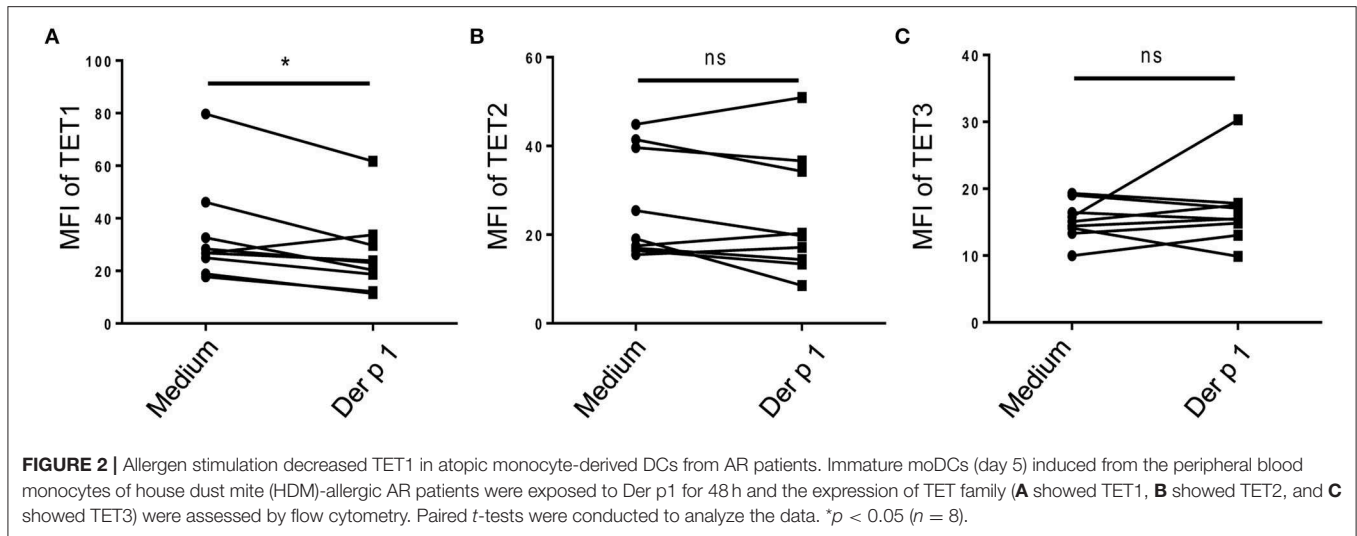 A
MFI of TET1
100
80
60
40
20
0
*
Medium
Der p 1
B
MFI of TET2
60
40
20
0
ns
Medium
Der p 1
C
MFI of TET3
40
30
20
10
0
ns
Medium
Der p 1
FIGURE 2 | Allergen stimulation decreased TET1 in atopic monocyte-derived DCs from AR patients. Immature moDCs (day 5) induced from the peripheral blood
monocytes of house dust mite (HDM)-allergic AR patients were exposed to Der p1 for 48 h and the expression of TET family (A showed TET1, B showed TET2, and C
showed TET3) were assessed by flow cytometry. Paired t-tests were conducted to analyze the data. *p < 0.05 (n = 8).